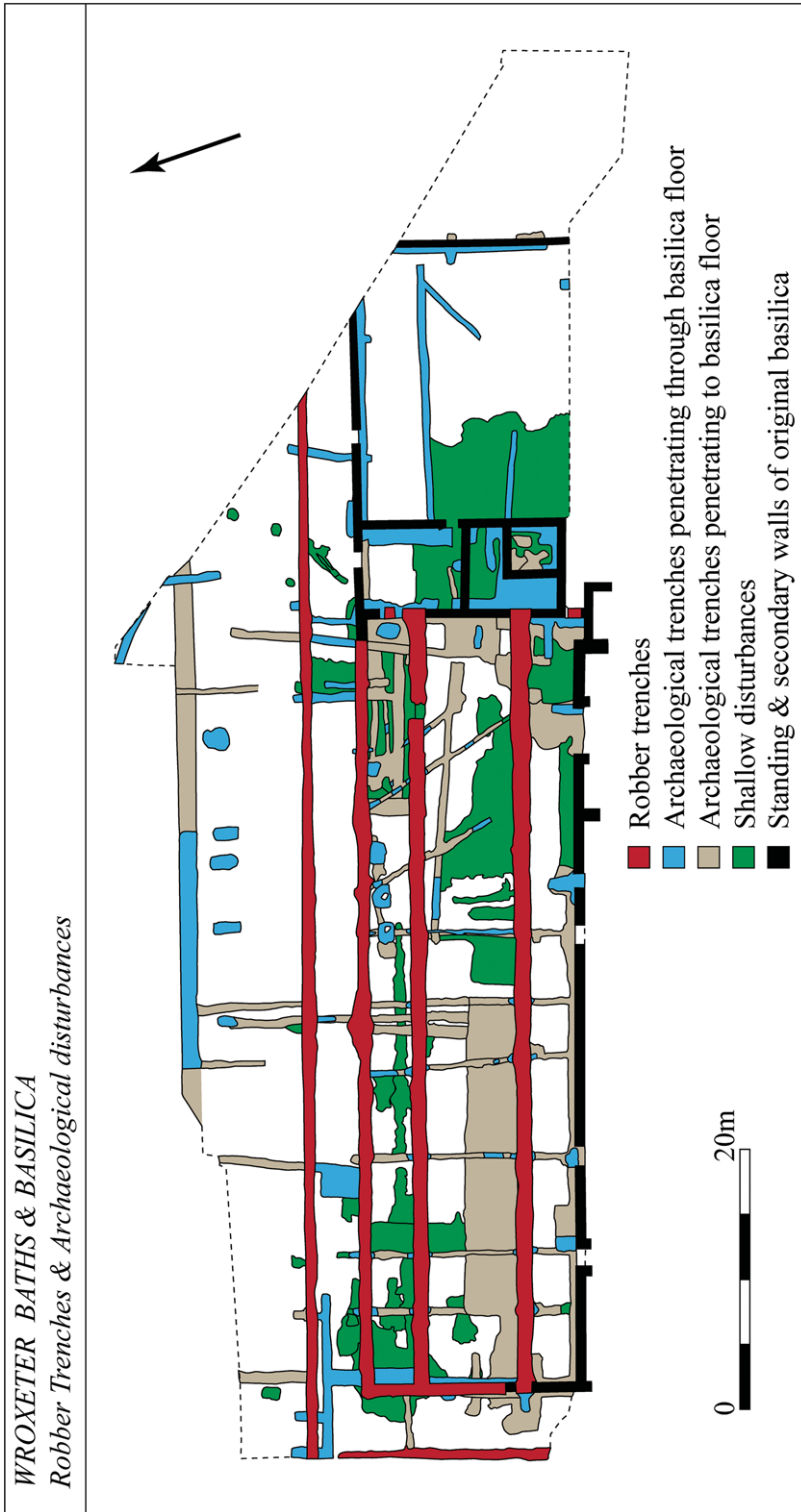 WROXETER BATHS & BASILICA
Robber Trenches & Archaeological disturbances
Robber trenches
Archaeological trenches penetrating through basilica floor
Archaeological trenches penetrating to basilica floor
Shallow disturbances
Standing & secondary walls of original basilica
0
20m